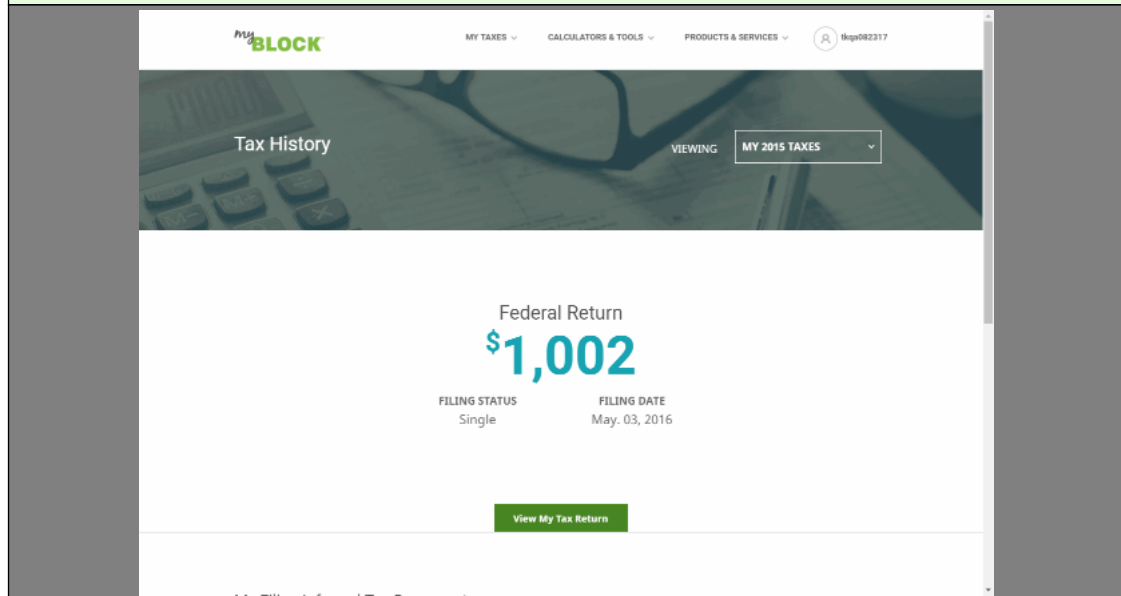 my BLOCK
MY TAXES
CALCULATORS & TOOLS
PRODUCTS & SERVICES
tkqa082317
Tax History
VIEWING
MY 2015 TAXES
Federal Return
$1,002
FILING STATUS
FILING DATE
Single
May. 03, 2016
View My Tax Return